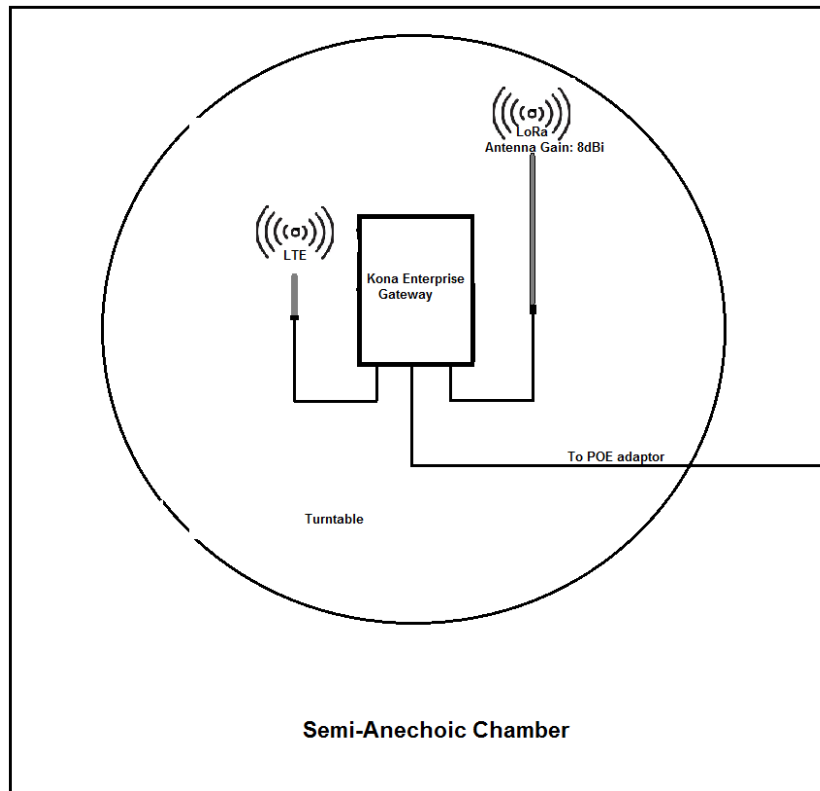 LoRa
Antenna Gain: 8dBi
LTE
Kona Enterprise
Gateway
To POE adaptor
Turntable
Semi-Anechoic Chamber